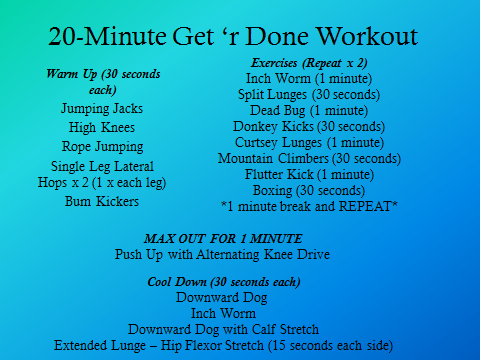 20-Minute Get ‘r Done Workout
Warm Up (30 seconds
each)
Jumping Jacks
High Knees
Rope Jumping
Single Leg Lateral
Hops x 2 (1 x each leg)
Bum Kickers
Exercises (Repeat x 2)
Inch Worm (1 minute)
Split Lunges (30 seconds)
Dead Bug (1 minute)
Donkey Kicks (30 seconds)
Curtsey Lunges (1 minute)
Mountain Climbers (30 seconds)
Flutter Kick (1 minute)
Boxing (30 seconds)
*1 minute break and REPEAT*
MAX OUT FOR 1 MINUTE
Push Up with Alternating Knee Drive
Cool Down (30 seconds each)
Downward Dog
Inch Worm
Downward Dog with Calf Stretch
Extended Lunge – Hip Flexor Stretch (15 seconds each side)